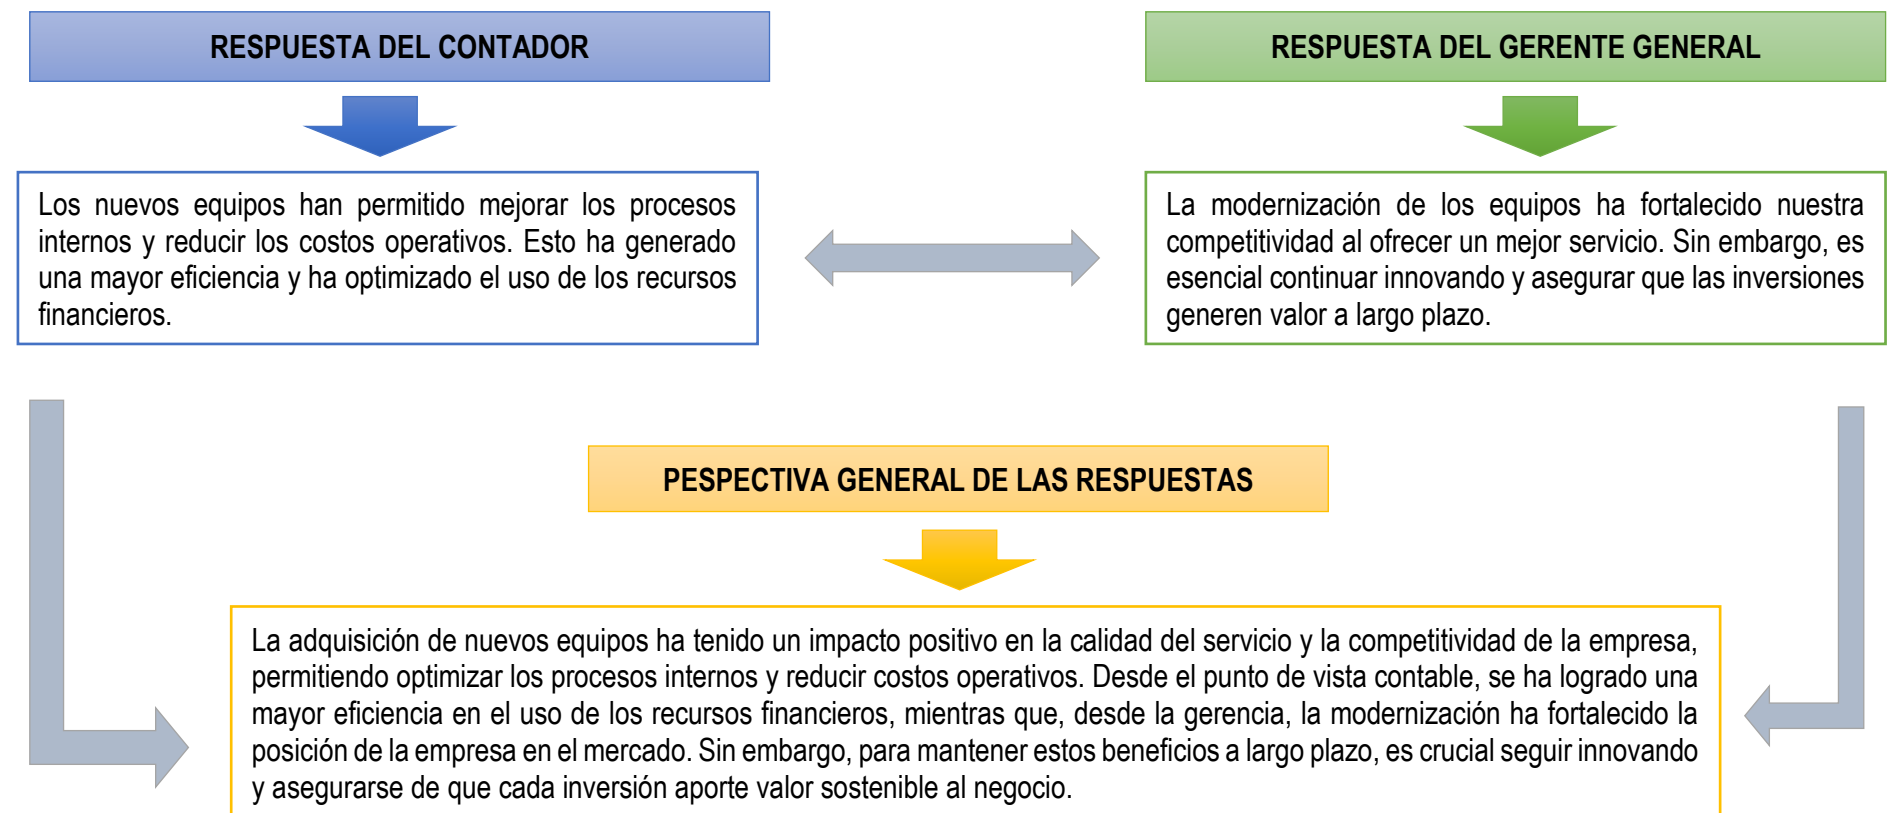 RESPUESTA DEL CONTADOR
RESPUESTA DEL GERENTE GENERAL
Los nuevos equipos han permitido mejorar los procesos
internos y reducir los costos operativos. Esto ha generado
una mayor eficiencia y ha optimizado el uso de los recursos
financieros.
La modernización de los equipos ha fortalecido nuestra
competitividad al ofrecer un mejor servicio. Sin embargo, es
esencial continuar innovando y asegurar que las inversiones
generen valor a largo plazo.
PESPECTIVA GENERAL DE LAS RESPUESTAS
La adquisición de nuevos equipos ha tenido un impacto positivo en la calidad del servicio y la competitividad de la empresa,
permitiendo optimizar los procesos internos y reducir costos operativos. Desde el punto de vista contable, se ha logrado una
mayor eficiencia en el uso de los recursos financieros, mientras que, desde la gerencia, la modernización ha fortalecido la
posición de la empresa en el mercado. Sin embargo, para mantener estos beneficios a largo plazo, es crucial seguir innovando
y asegurarse de que cada inversión aporte valor sostenible al negocio.